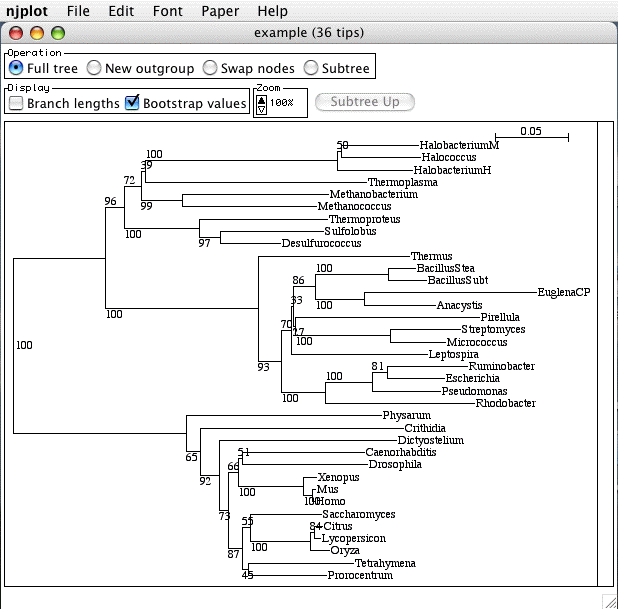 njplot File Edit Font Paper Help
example (36 tips)
Operation
Full tree New outgroup Swap nodes Subtree
Display Zoom
Branch lengths Bootstrap values 100% Subtree Up
0.05
50 HalobacteriumM
100 Halococcus
39 HalobacteriumH
72 Thermoplasma
Methanobacterium
96 99 Methanococcus
Thermoproteus
100 Sulfolobus
97 Desulfurococcus
Thermus
100 BacillusStea
86 BacillusSubt
EuglenaCP
33 100 Anacystis
100 Pirellula
70 17 Streptomyces
100 100 Micrococcus
Leptospira
93 81 Ruminobacter
100 Escherichia
Pseudomonas
100 Rhodobacter
Physarum
Crithidia
65 Dictyostelium
51 Caenorhabditis
66 Drosophila
92 Xenopus
100 Mus
100 Homo
73 Saccharomyces
55 84 Citrus
Lycopersicon
87 100 Oryza
Tetrahymena
45 Prorocentrum